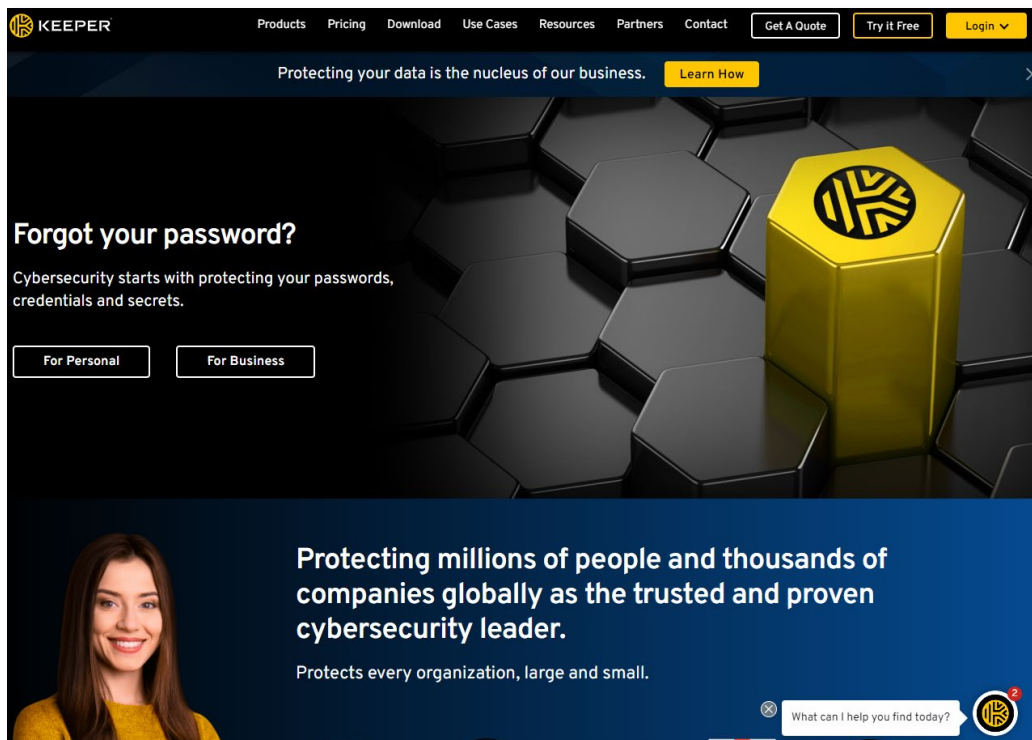 KEEPER
Products Pricing Download Use Cases Resources Partners Contact Get A Quote Try it Free Login
Protecting your data is the nucleus of our business. Learn How
Forgot your password?
Cybersecurity starts with protecting your passwords,
credentials and secrets.
For Personal For Business
Protecting millions of people and thousands of
companies globally as the trusted and proven
cybersecurity leader.
Protects every organization, large and small.
What can I help you find today?
2